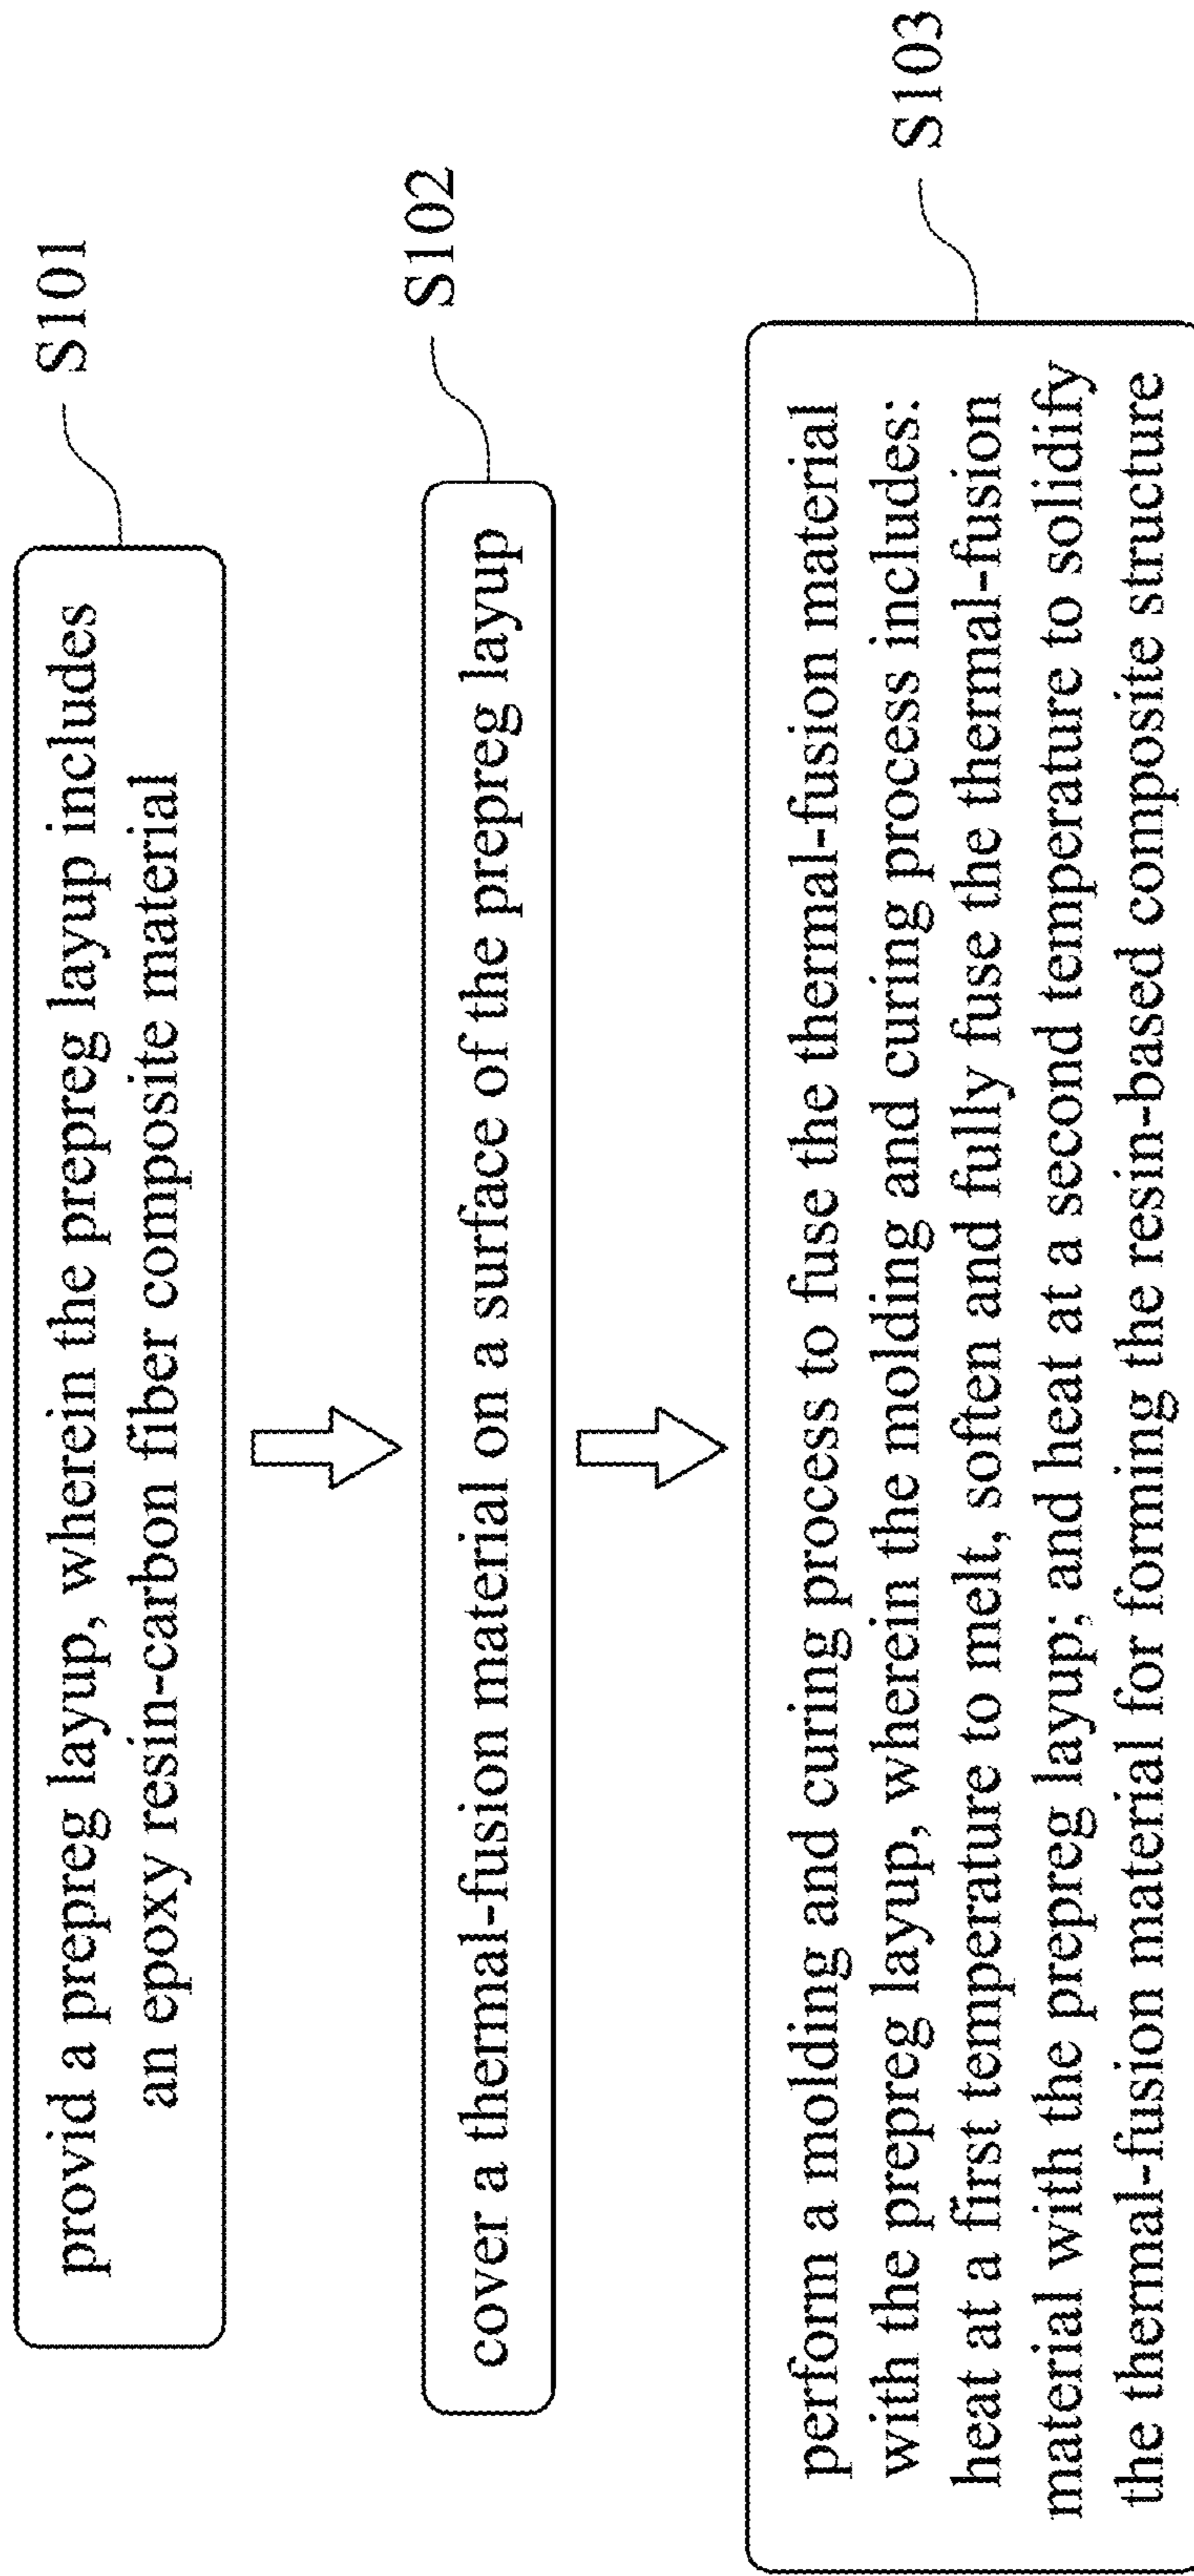 provid a prepreg layup, wherein the prepreg layup includes
an epoxy resin-carbon fiber composite material
S101
cover a thermal-fusion material on a surface of the prepreg layup
S102
perform a molding and curing process to fuse the thermal-fusion material
with the prepreg layup, wherein the molding and curing process includes:
heat at a first temperature to melt, soften and fully fuse the thermal-fusion
material with the prepreg layup; and heat at a second temperature to solidify
the thermal-fusion material for forming the resin-based composite structure
S103